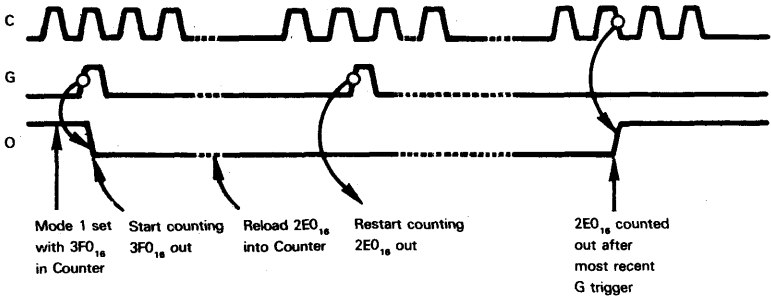 C
G
O
Mode 1 set
with 3F0₁₆
in Counter
Start counting
3F0₁₆ out
Reload 2E0₁₆
into Counter
Restart counting
2E0₁₆ out
2E0₁₆ counted
out after
most recent
G trigger